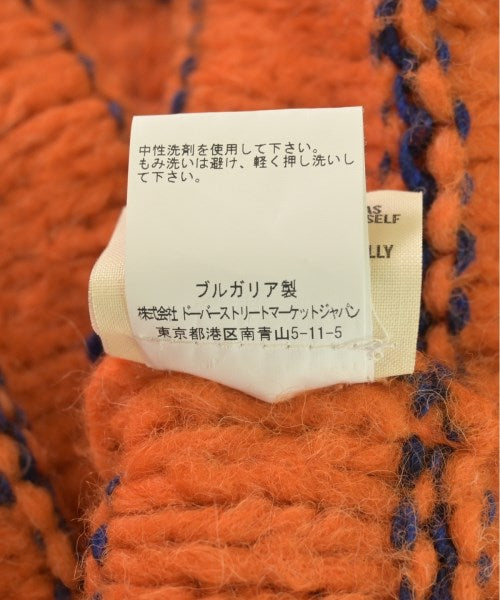 中性洗剤を使用して下さい。
もみ洗いは避け、軽く押し洗いし
て下さい。
AS
SELF
LLY
ブルガリア製
株式会社 ドーバーストリートマーケットジャパン
東京都港区南青山5-11-5